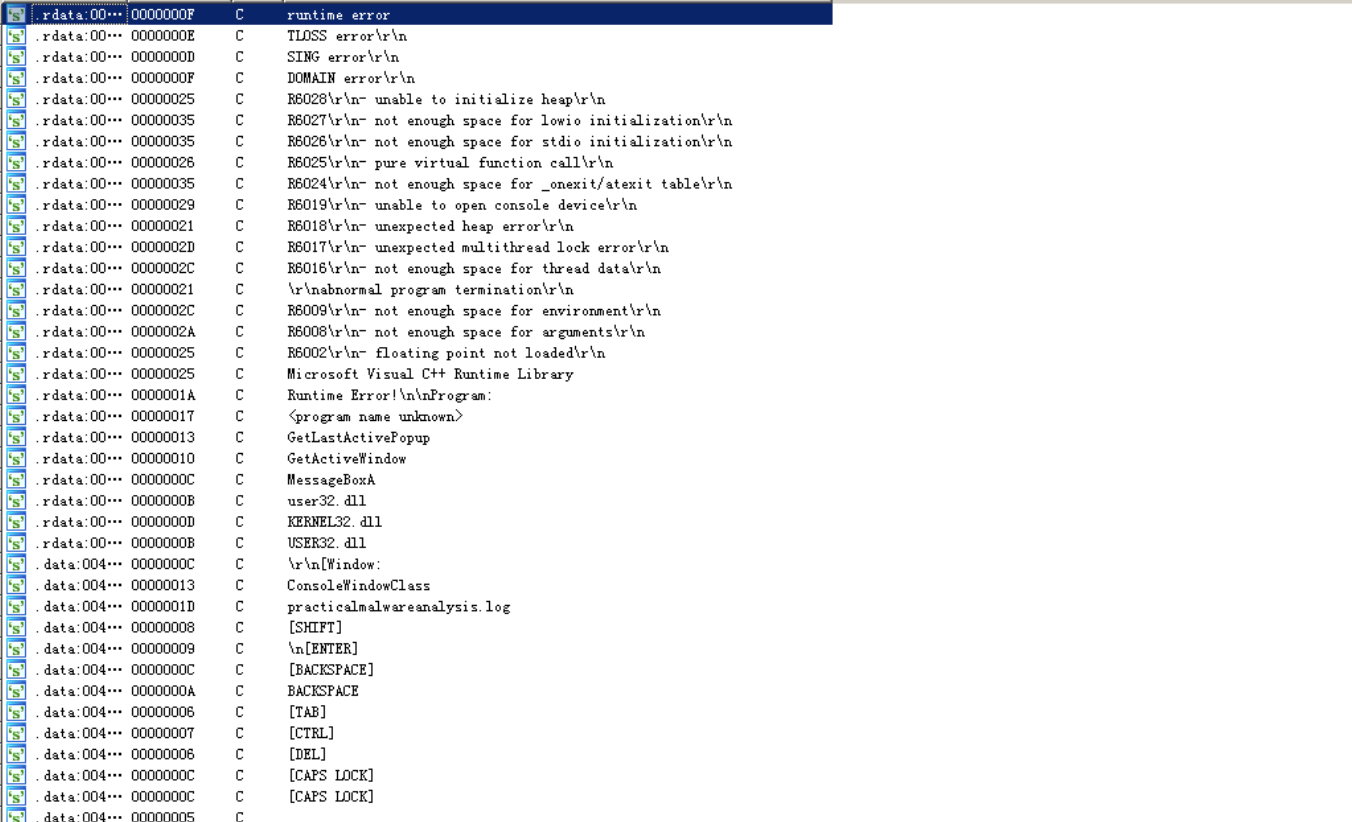 .rdata:00··· 0000000F C runtime error
.rdata:00··· 0000000E C TLOSS error\r\n
.rdata:00··· 0000000D C SING error\r\n
.rdata:00··· 0000000F C DOMAIN error\r\n
.rdata:00··· 00000025 C R6028\r\n- unable to initialize heap\r\n
.rdata:00··· 00000035 C R6027\r\n- not enough space for lowio initialization\r\n
.rdata:00··· 00000035 C R6026\r\n- not enough space for stdio initialization\r\n
.rdata:00··· 00000026 C R6025\r\n- pure virtual function call\r\n
.rdata:00··· 00000035 C R6024\r\n- not enough space for _onexit/atexit table\r\n
.rdata:00··· 00000029 C R6019\r\n- unable to open console device\r\n
.rdata:00··· 00000021 C R6018\r\n- unexpected heap error\r\n
.rdata:00··· 0000002D C R6017\r\n- unexpected multithread lock error\r\n
.rdata:00··· 0000002C C R6016\r\n- not enough space for thread data\r\n
.rdata:00··· 00000021 C \r\nabnormal program termination\r\n
.rdata:00··· 0000002C C R6009\r\n- not enough space for environment\r\n
.rdata:00··· 0000002A C R6008\r\n- not enough space for arguments\r\n
.rdata:00··· 00000025 C R6002\r\n- floating point not loaded\r\n
.rdata:00··· 00000025 C Microsoft Visual C++ Runtime Library
.rdata:00··· 0000001A C Runtime Error!\n\nProgram:
.rdata:00··· 00000017 C <program name unknown>
.rdata:00··· 00000013 C GetLastActivePopup
.rdata:00··· 00000010 C GetActiveWindow
.rdata:00··· 0000000C C MessageBoxA
.rdata:00··· 0000000B C user32.dll
.rdata:00··· 0000000D C KERNEL32.dll
.rdata:00··· 0000000B C USER32.dll
.data:004··· 0000000C C \r\n[Window:
.data:004··· 00000013 C ConsoleWindowClass
.data:004··· 0000001D C practicalmalwareanalysis.log
.data:004··· 00000008 C [SHIFT]
.data:004··· 00000009 C \n[ENTER]
.data:004··· 0000000C C [BACKSPACE]
.data:004··· 0000000A C BACKSPACE
.data:004··· 00000006 C [TAB]
.data:004··· 00000007 C [CTRL]
.data:004··· 00000006 C [DEL]
.data:004··· 0000000C C [CAPS LOCK]
.data:004··· 0000000C C [CAPS LOCK]
.data:004··· 00000005 C